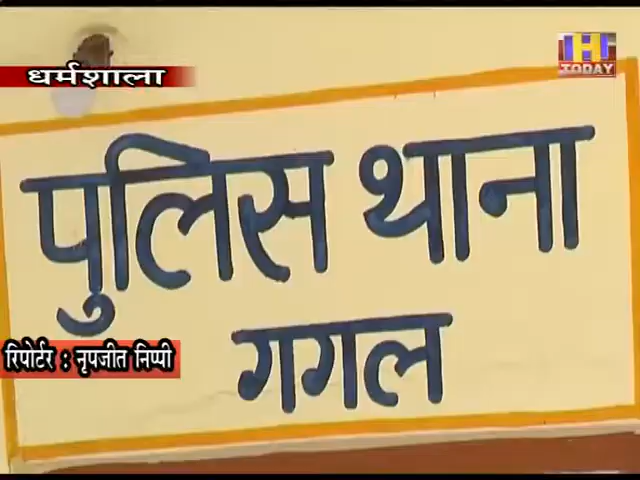 धर्मशाला
H
TODAY
पुलिस थाना
गगल
रिपोर्टर : नृपजीत निप्पी